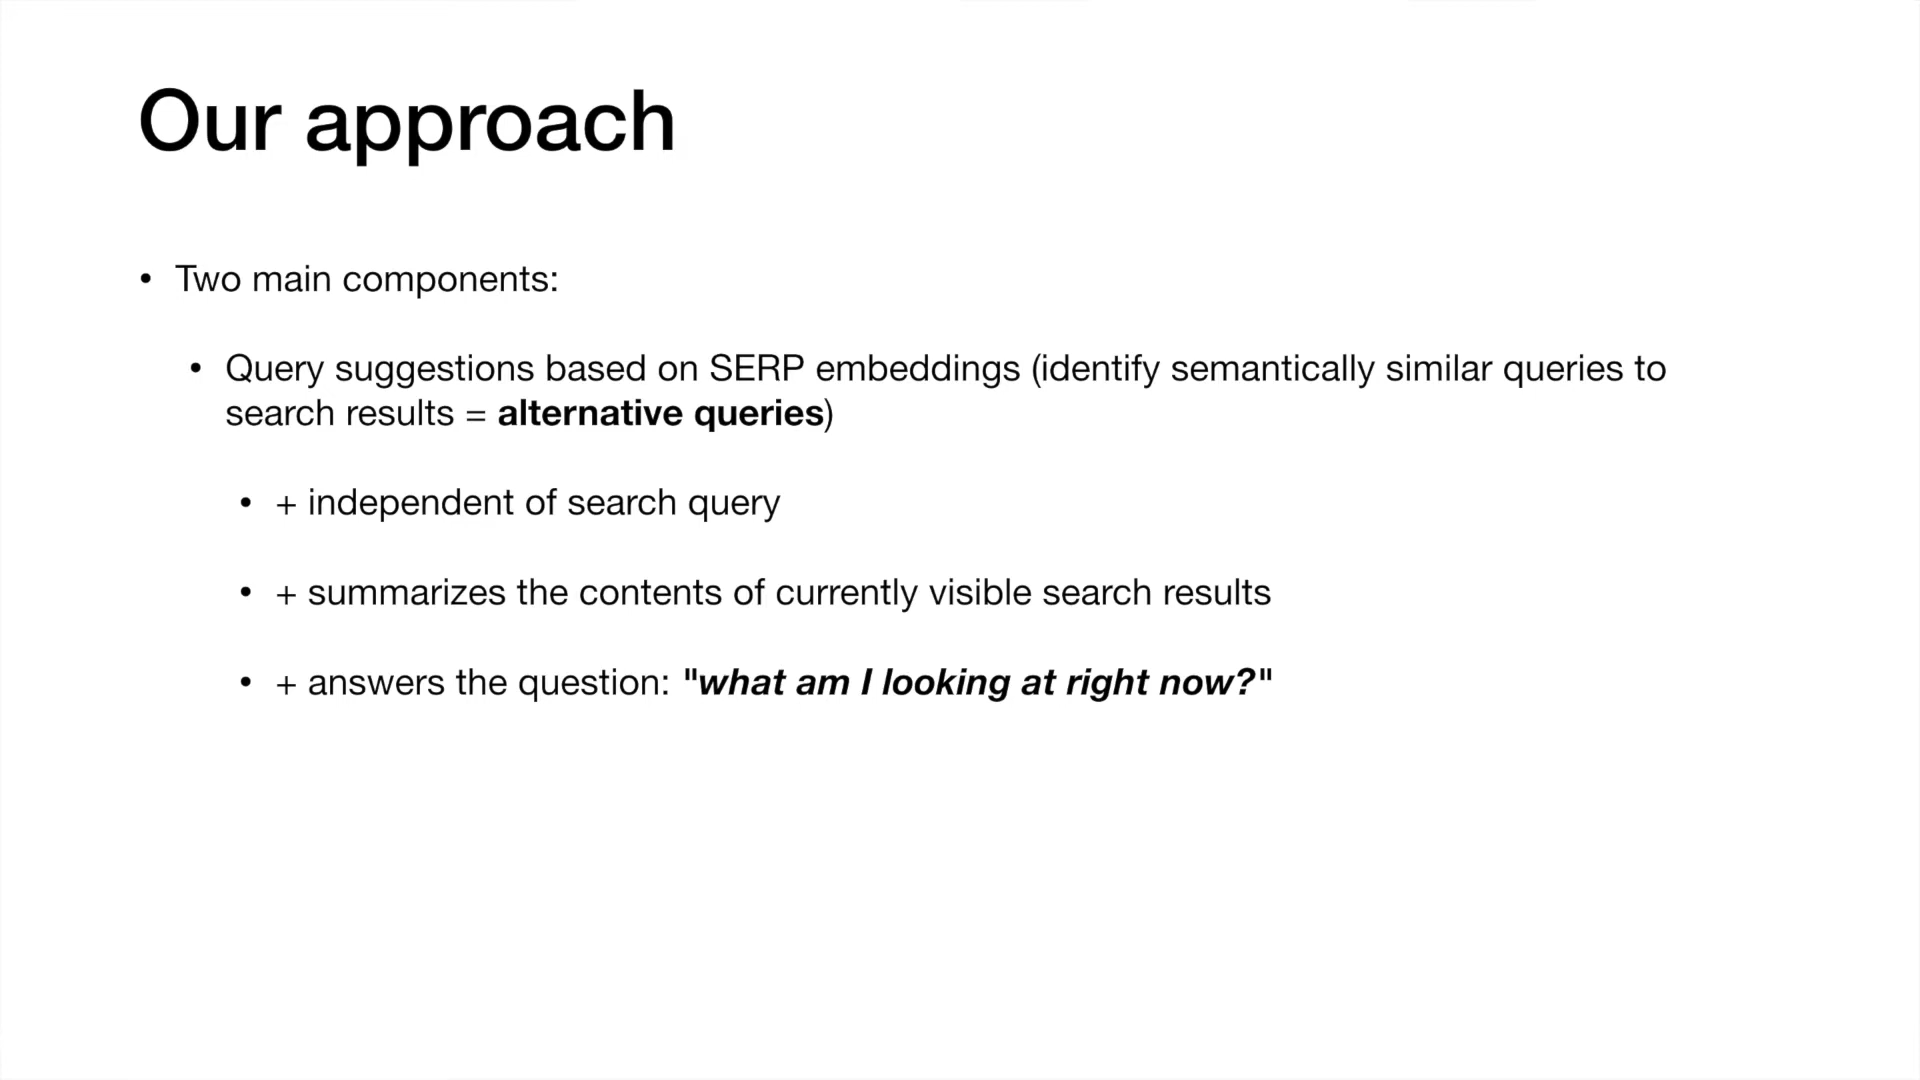 Our approach
• Two main components:
• Query suggestions based on SERP embeddings (identify semantically similar queries to
search results = alternative queries)
• + independent of search query
• + summarizes the contents of currently visible search results
• + answers the question: "what am I looking at right now?"